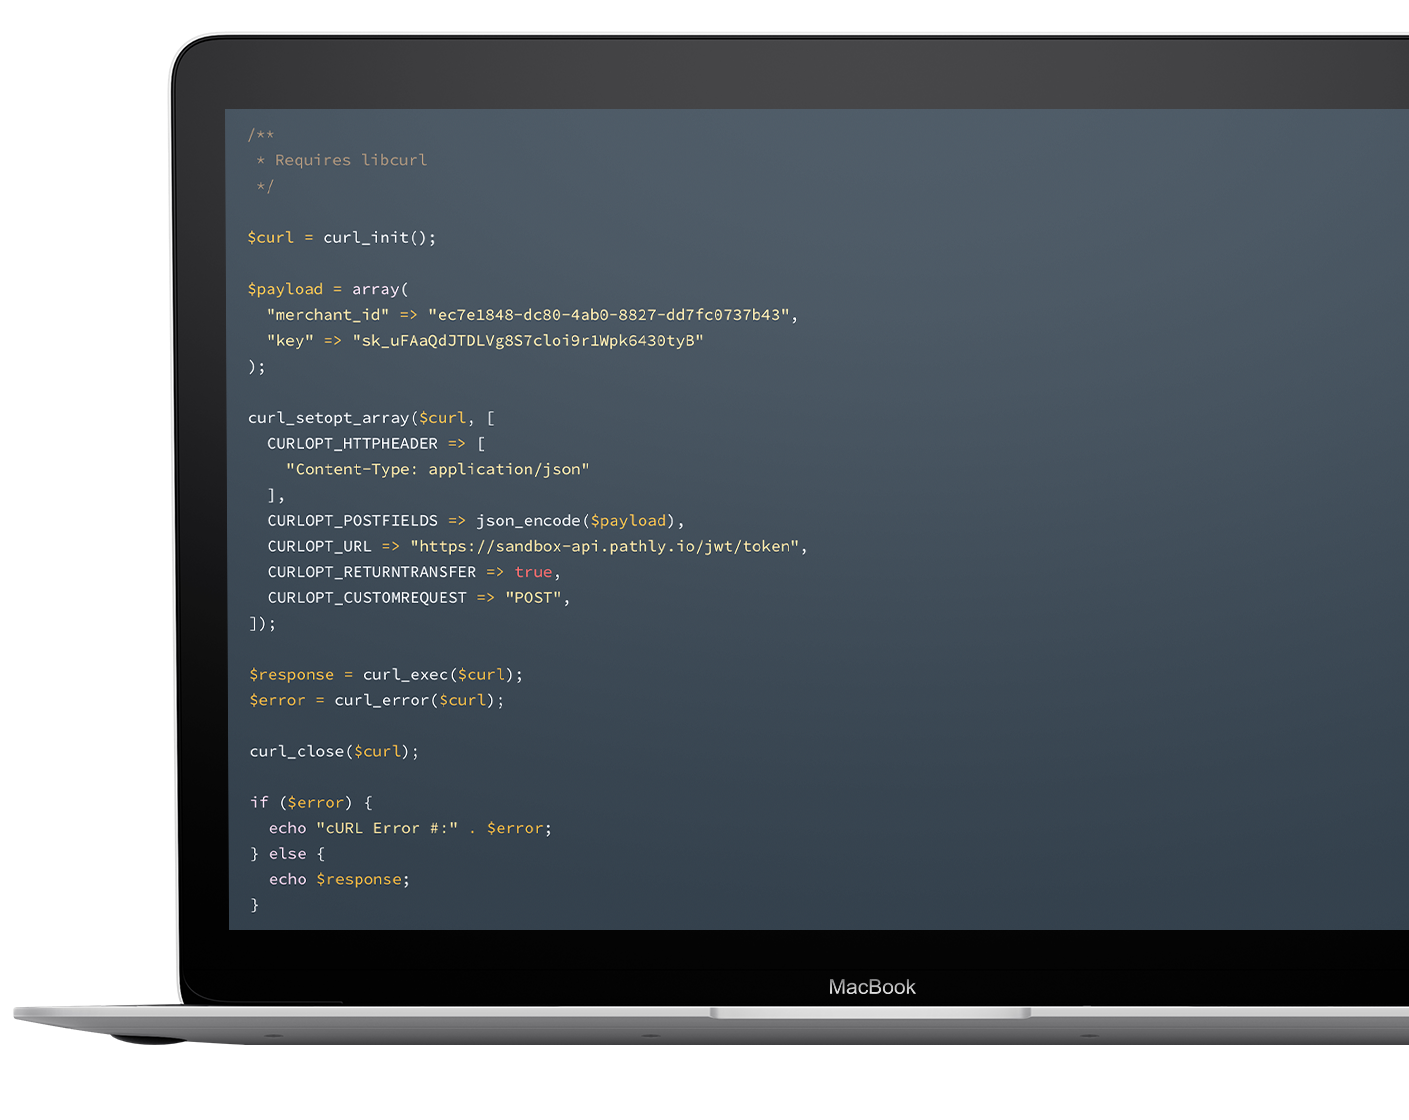 /**
 * Requires libcurl
 */
$curl = curl_init();
$payload = array(
  "merchant_id" => "ec7e1848-dc80-4ab0-8827-dd7fc0737b43",
  "key" => "sk_uFAaQdJTDLVg8S7cloi9r1Wpk6430tyB"
);
curl_setopt_array($curl, [
  CURLOPT_HTTPHEADER => [
    "Content-Type: application/json"
  ],
  CURLOPT_POSTFIELDS => json_encode($payload),
  CURLOPT_URL => "https://sandbox-api.pathly.io/jwt/token",
  CURLOPT_RETURNTRANSFER => true,
  CURLOPT_CUSTOMREQUEST => "POST",
]);
$response = curl_exec($curl);
$error = curl_error($curl);
curl_close($curl);
if ($error) {
  echo "cURL Error #:" . $error;
} else {
  echo $response;
}
MacBook